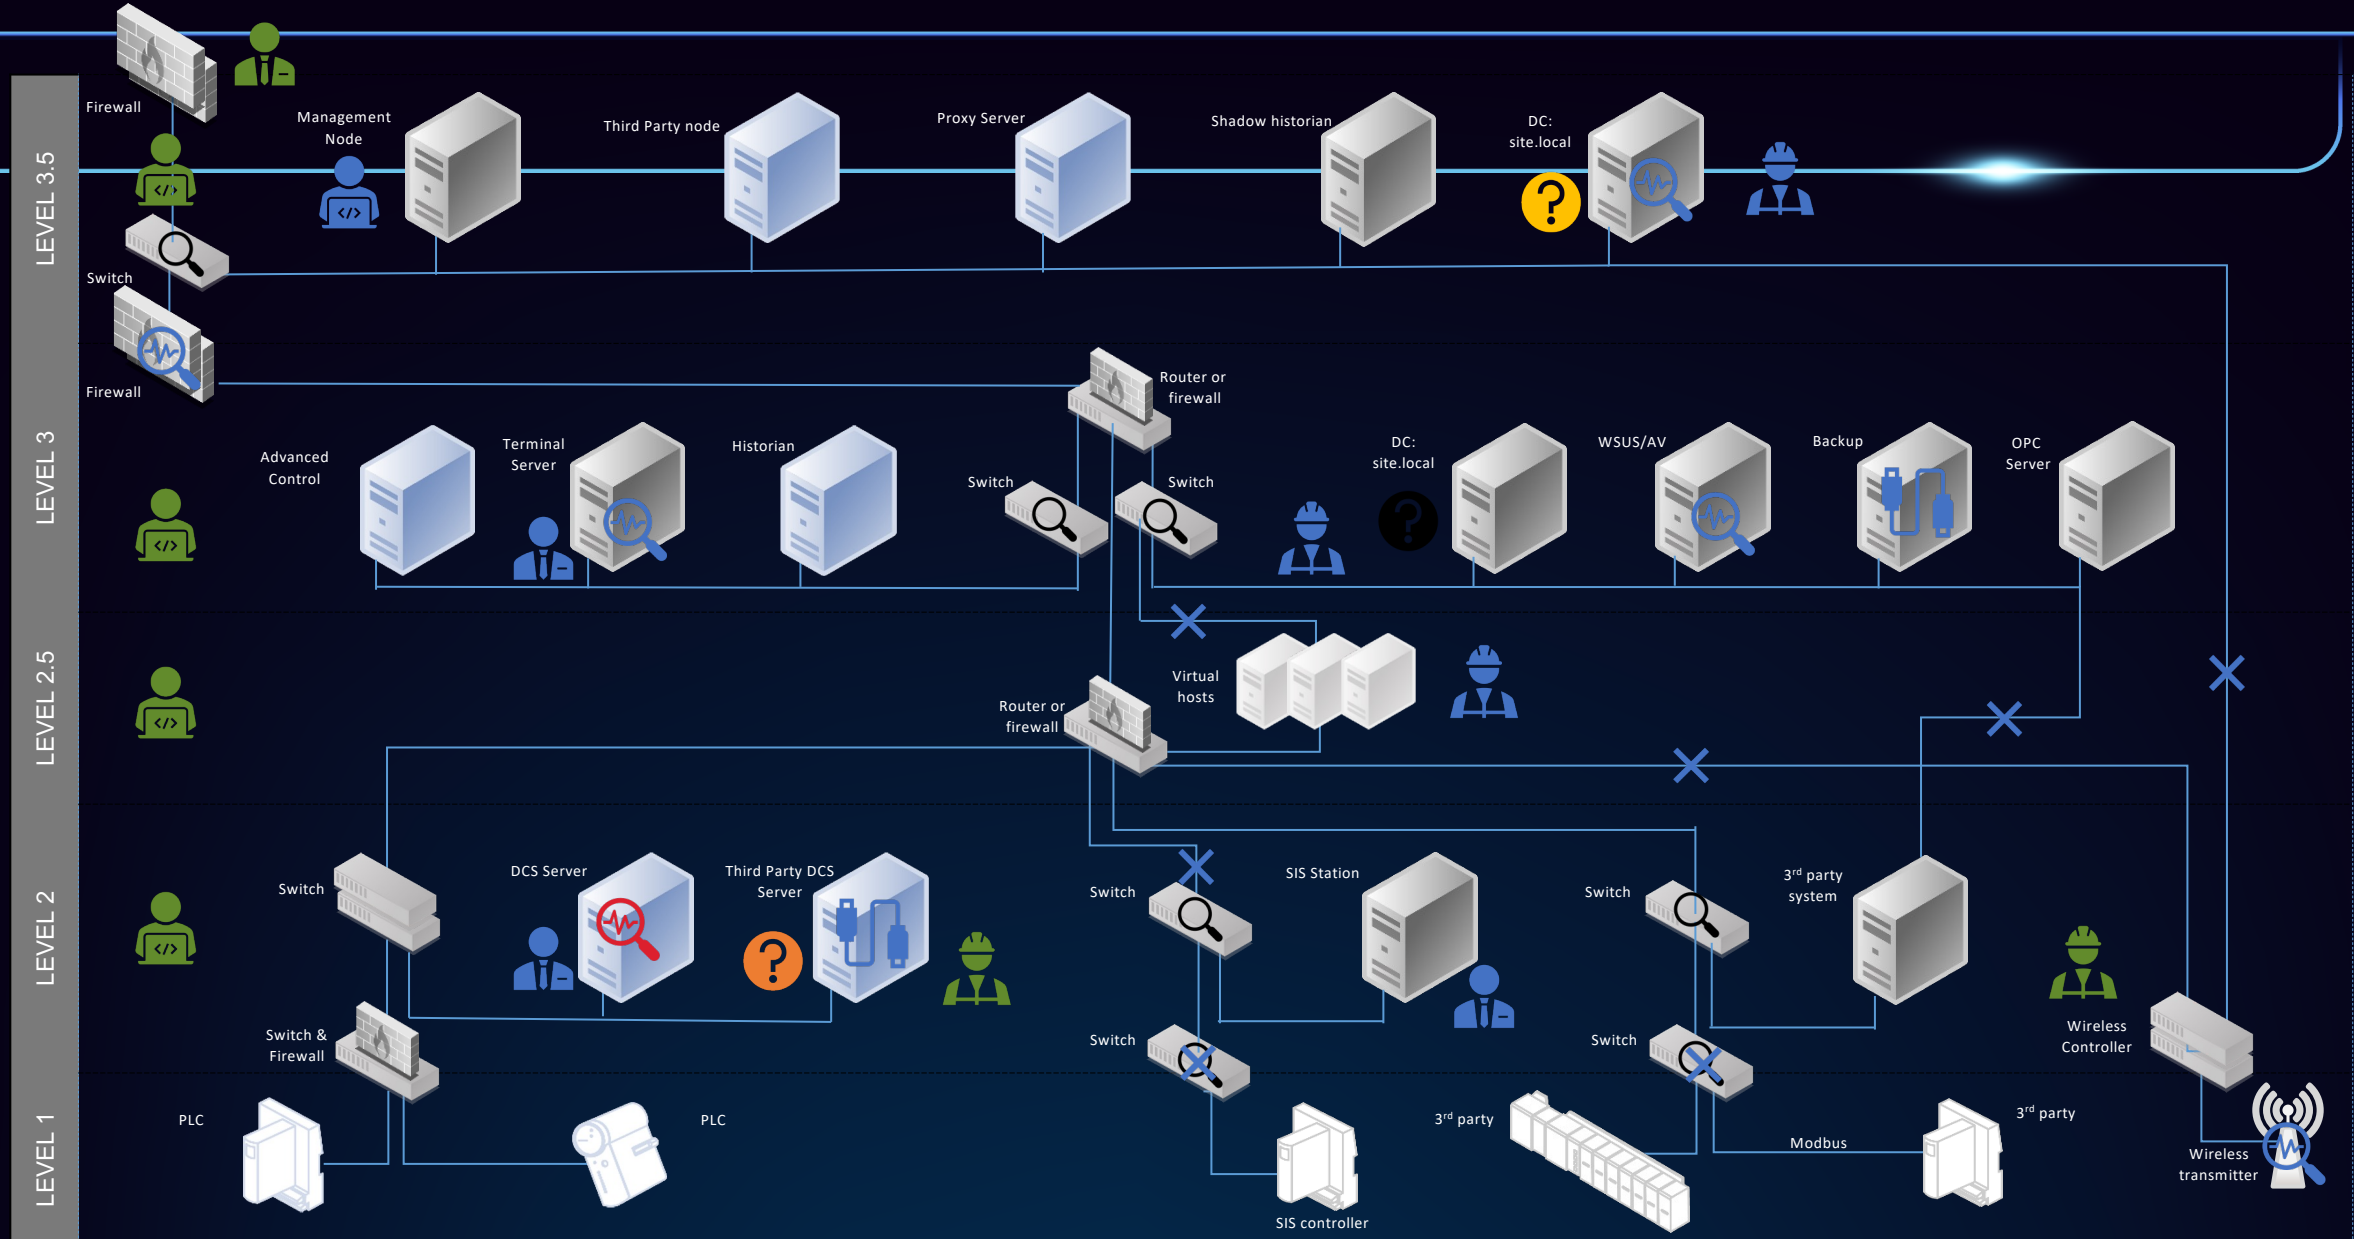 LEVEL 3.5
Firewall
Management
Node
Third Party node
Proxy Server
Shadow historian
DC:
site.local
Switch
Firewall
LEVEL 3
Router or
firewall
Advanced
Control
Terminal
Server
Historian
Switch
Switch
DC:
site.local
WSUS/AV
Backup
OPC
Server
LEVEL 2.5
Virtual
hosts
Router or
firewall
LEVEL 2
Switch
DCS Server
Third Party DCS
Server
Switch
SIS Station
Switch
3rd party
system
Switch &
Firewall
Switch
Switch
Wireless
Controller
LEVEL 1
PLC
PLC
SIS controller
3rd party
Modbus
3rd party
Wireless
transmitter